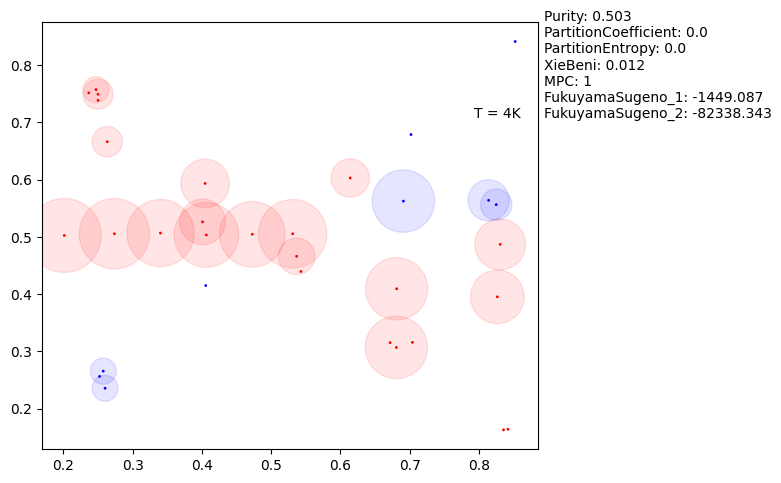 Purity: 0.503
PartitionCoefficient: 0.0
PartitionEntropy: 0.0
XieBeni: 0.012
MPC: 1
FukuyamaSugeno_1: -1449.087
FukuyamaSugeno_2: -82338.343
T = 4K
0.8
0.7
0.6
0.5
0.4
0.3
0.2
0.2 0.3 0.4 0.5 0.6 0.7 0.8